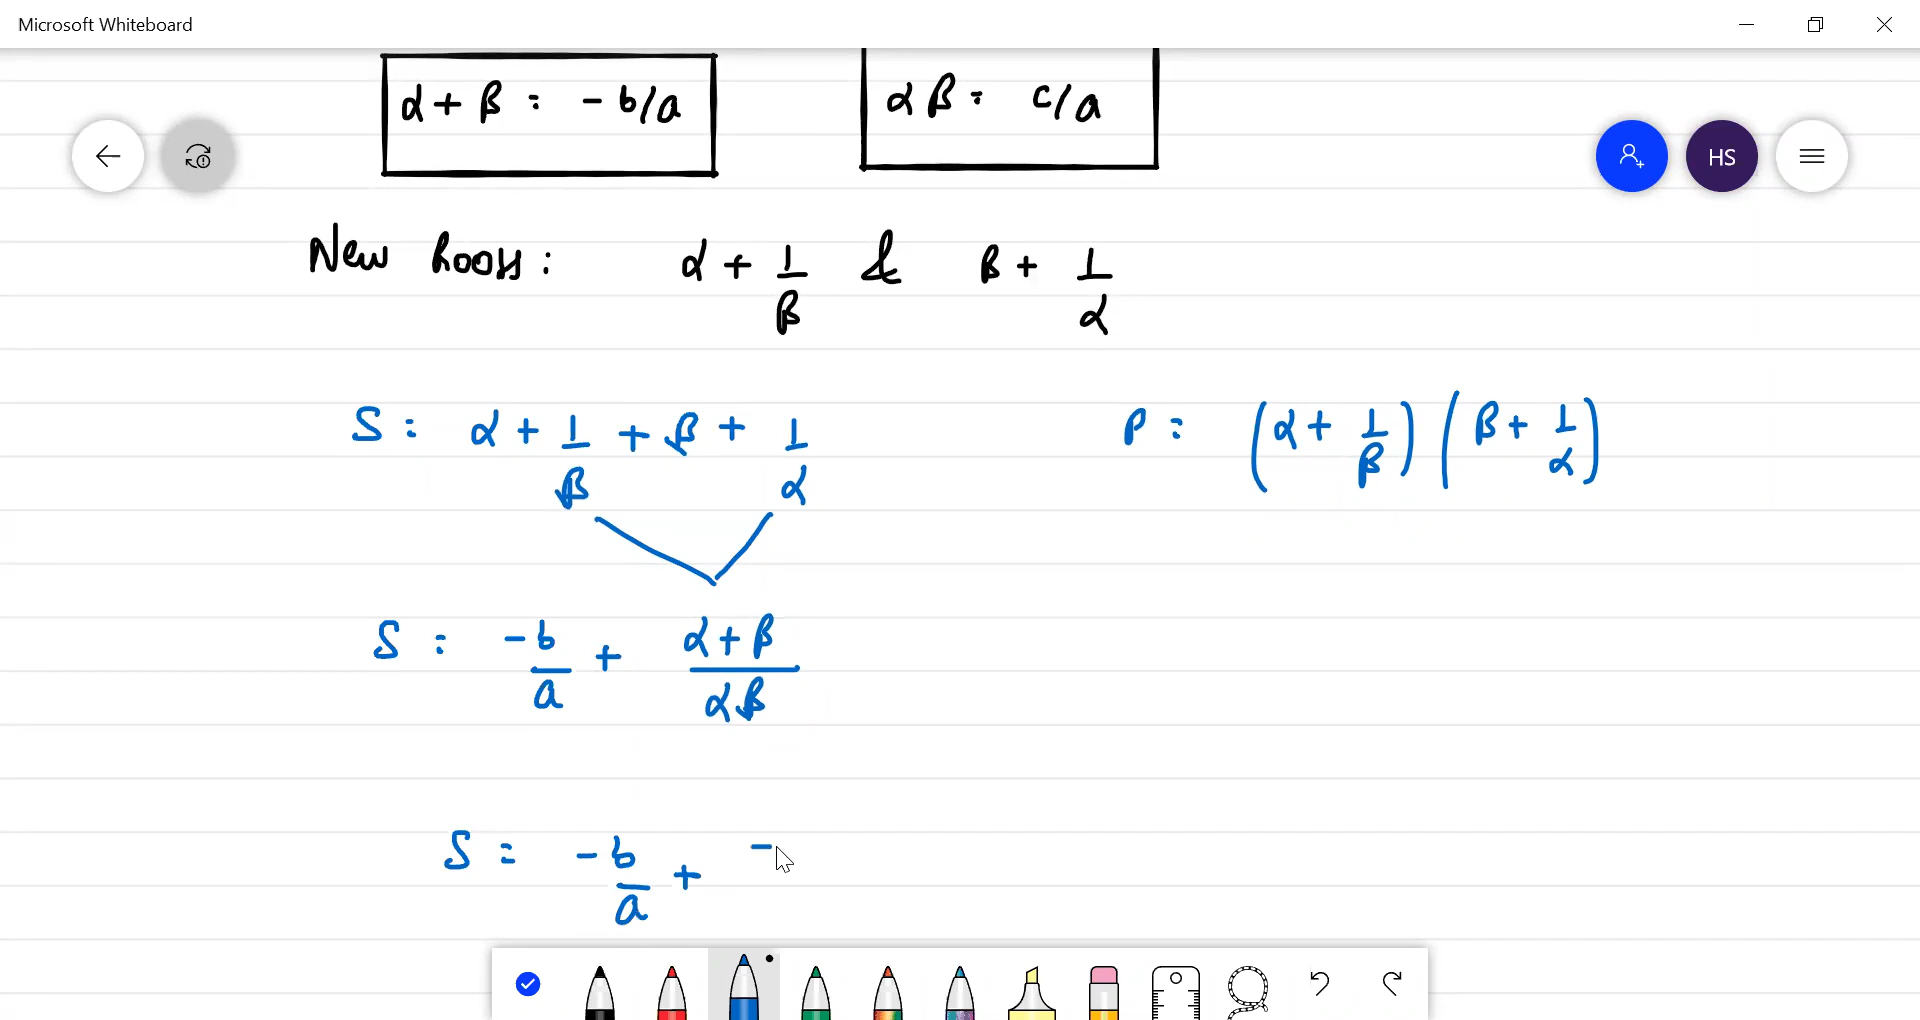 Microsoft Whiteboard
α + β = - b/a
αβ = c/a
HS
New Roots: α + 1/β & β + 1/α
S = α + 1/β + β + 1/α
P = (α + 1/β) (β + 1/α)
S = -b/a + α + β/αβ
S = -b/a + -